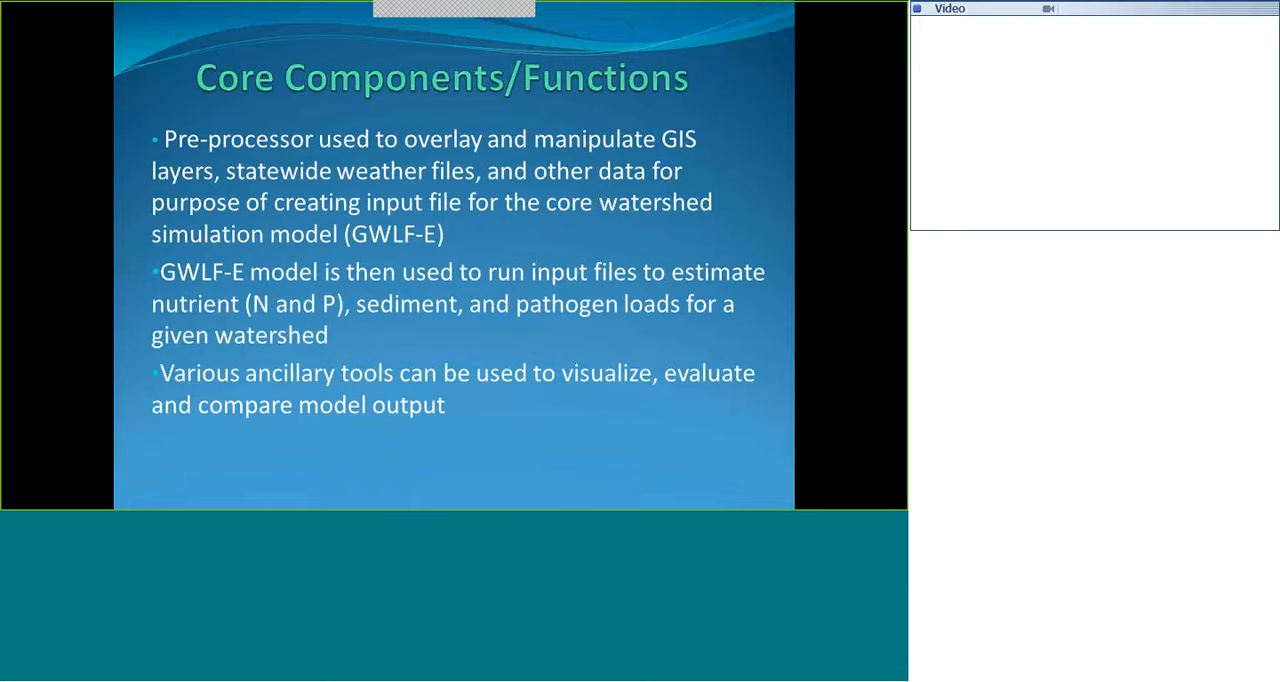 Video
Core Components/Functions
• Pre-processor used to overlay and manipulate GIS
layers, statewide weather files, and other data for
purpose of creating input file for the core watershed
simulation model (GWLF-E)
•GWLF-E model is then used to run input files to estimate
nutrient (N and P), sediment, and pathogen loads for a
given watershed
•Various ancillary tools can be used to visualize, evaluate
and compare model output